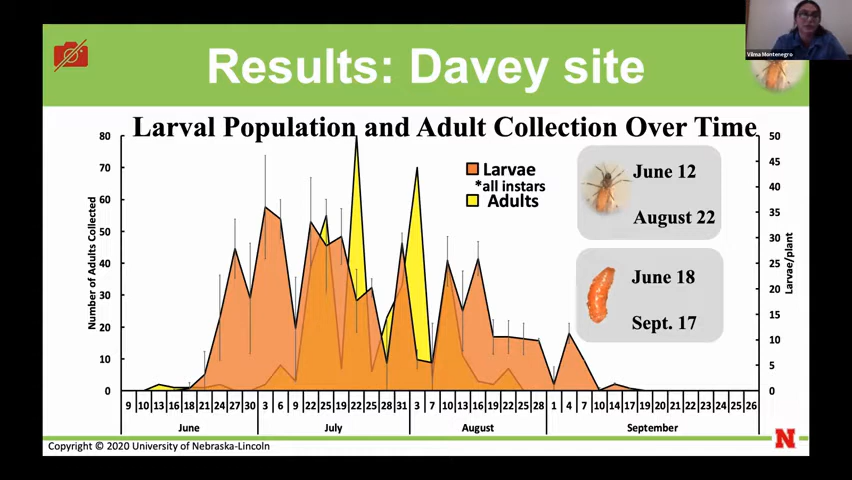 Vilma Montenegro
Results: Davey site
Larval Population and Adult Collection Over Time
80
70
60
50
40
30
20
10
0
Number of Adults Collected
50
45
40
35
30
25
20
15
10
5
0
Larvae/plant
Larvae
*all instars
Adults
June 12
August 22
June 18
Sept. 17
9 10 13 16 18 21 24 27 30 3 6 9 22 25 19 22 25 28 31 3 7 10 13 16 19 22 25 28 1 4 7 10 14 17 19 20 21 22 23 24 25 26
June July August September
Copyright © 2020 University of Nebraska-Lincoln
N